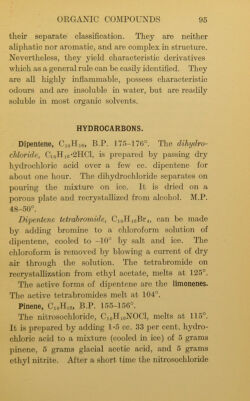 ORGANIC COMPOUNDS 95
their separate classification. They are neither
aliphatic nor aromatic, and are complex in structure.
Nevertheless, they yield characteristic derivatives
which as a general rule can be easily identified. They
are all highly inflammable, possess characteristic
odours and are insoluble in water, but are readily
soluble in most organic solvents.
HYDROCARBONS.
Dipentene, C₁₀H₁₆, B.P. 175–176°. The dihydro-
chloride, C₁₀H₁₆·2HCl, is prepared by passing dry
hydrochloric acid over a few cc. dipentene for
about one hour. The dihydrochloride separates on
pouring the mixture on ice. It is dried on a
porous plate and recrystallized from alcohol. M.P.
48–50°.
Dipentene tetrabromide, C₁₀H₁₆Br₄, can be made
by adding bromine to a chloroform solution of
dipentene, cooled to –10° by salt and ice. The
chloroform is removed by blowing a current of dry
air through the solution. The tetrabromide on
recrystallization from ethyl acetate, melts at 125°.
The active forms of dipentene are the limonenes.
The active tetrabromides melt at 104°.
Pinene, C₁₀H₁₆, B.P. 155–156°.
The nitrosochloride, C₁₀H₁₆NOCl, melts at 115°.
It is prepared by adding 1·5 cc. 33 per cent. hydro-
chloric acid to a mixture (cooled in ice) of 5 grams
pinene, 5 grams glacial acetic acid, and 5 grams
ethyl nitrite. After a short time the nitrosochloride